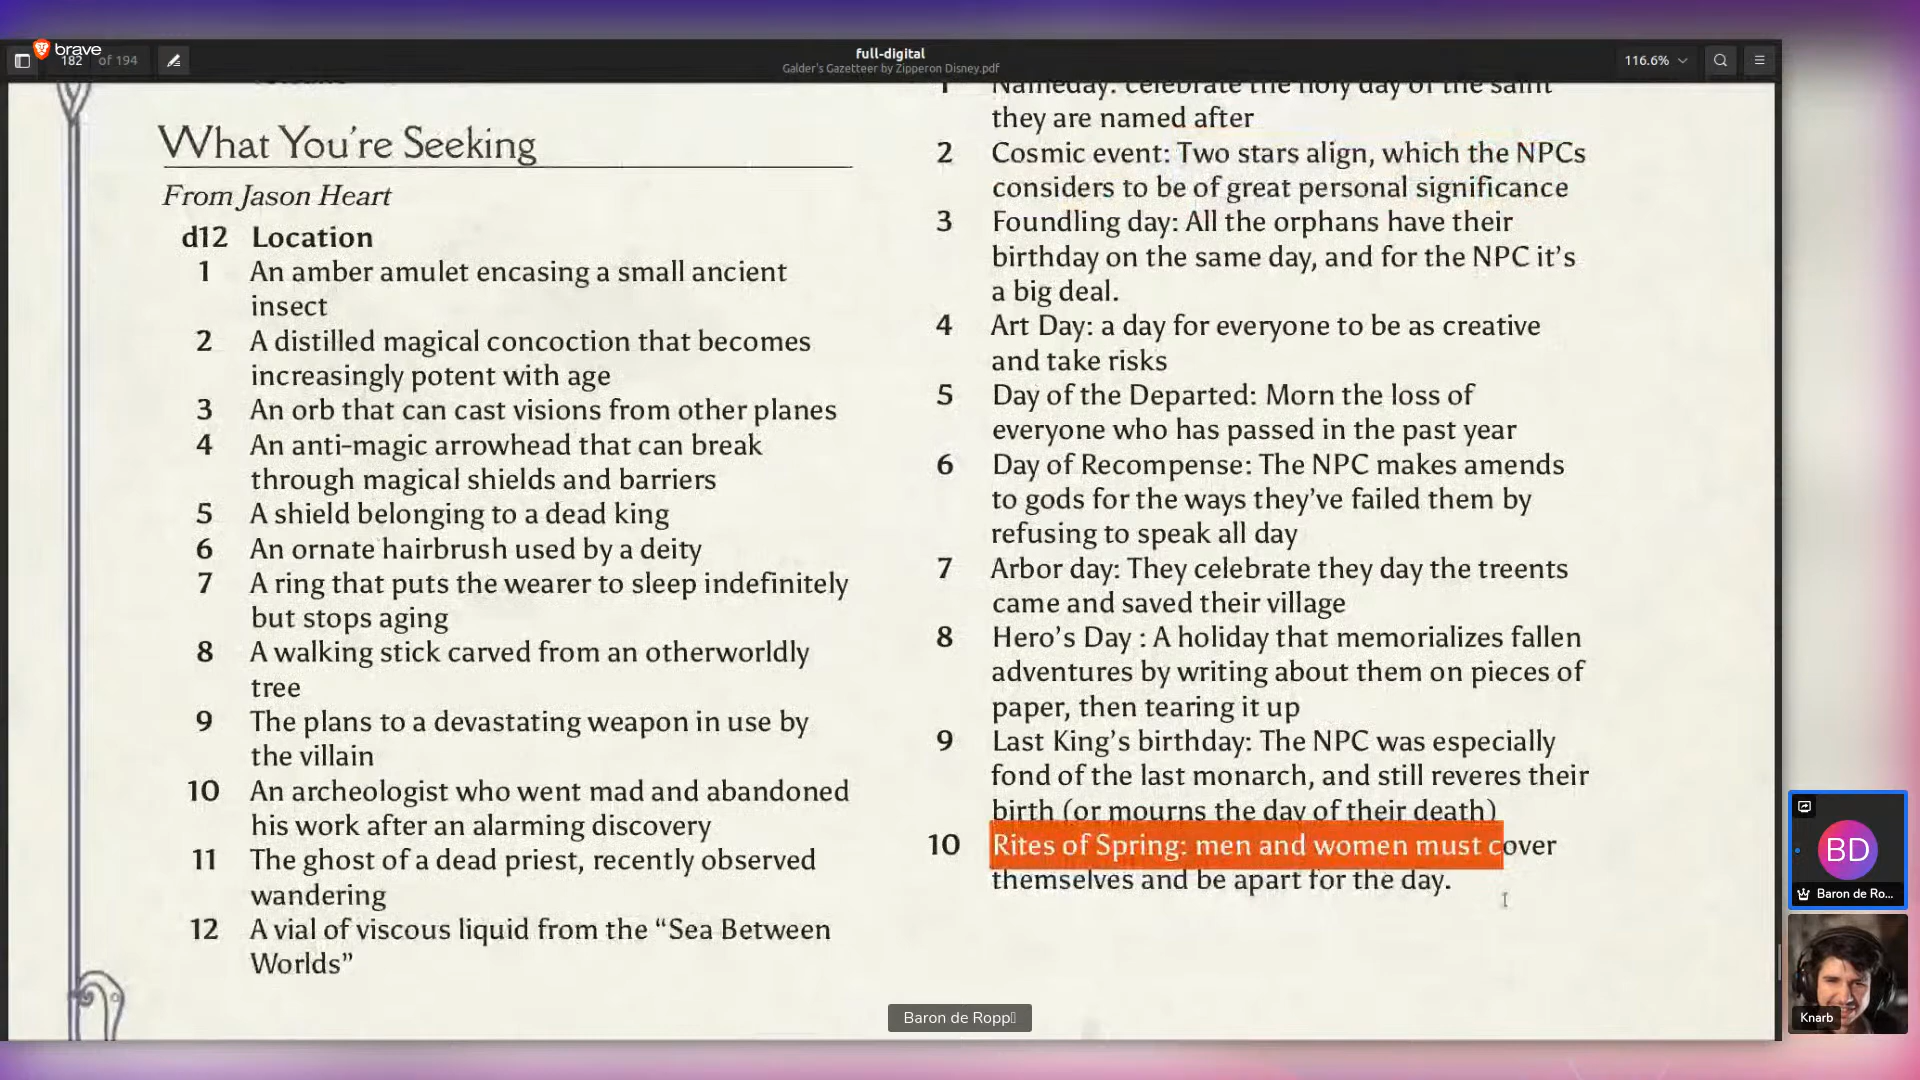 brave
182 of 194
full-digital
Galder's Gazetteer by Zipperon Disney.pdf
116.6%
What You're Seeking
From Jason Heart
d12 Location
1 An amber amulet encasing a small ancient
insect
2 A distilled magical concoction that becomes
increasingly potent with age
3 An orb that can cast visions from other planes
4 An anti-magic arrowhead that can break
through magical shields and barriers
5 A shield belonging to a dead king
6 An ornate hairbrush used by a deity
7 A ring that puts the wearer to sleep indefinitely
but stops aging
8 A walking stick carved from an otherworldly
tree
9 The plans to a devastating weapon in use by
the villain
10 An archeologist who went mad and abandoned
his work after an alarming discovery
11 The ghost of a dead priest, recently observed
wandering
12 A vial of viscous liquid from the “Sea Between
Worlds”
1 Nameday: celebrate the holy day of the saint
they are named after
2 Cosmic event: Two stars align, which the NPCs
considers to be of great personal significance
3 Foundling day: All the orphans have their
birthday on the same day, and for the NPC it's
a big deal.
4 Art Day: a day for everyone to be as creative
and take risks
5 Day of the Departed: Morn the loss of
everyone who has passed in the past year
6 Day of Recompense: The NPC makes amends
to gods for the ways they've failed them by
refusing to speak all day
7 Arbor day: They celebrate they day the treents
came and saved their village
8 Hero's Day : A holiday that memorializes fallen
adventures by writing about them on pieces of
paper, then tearing it up
9 Last King's birthday: The NPC was especially
fond of the last monarch, and still reveres their
birth (or mourns the day of their death)
10 Rites of Spring: men and women must cover
themselves and be apart for the day.
BD
Baron de Ro...
Knarb
Baron de Ropp